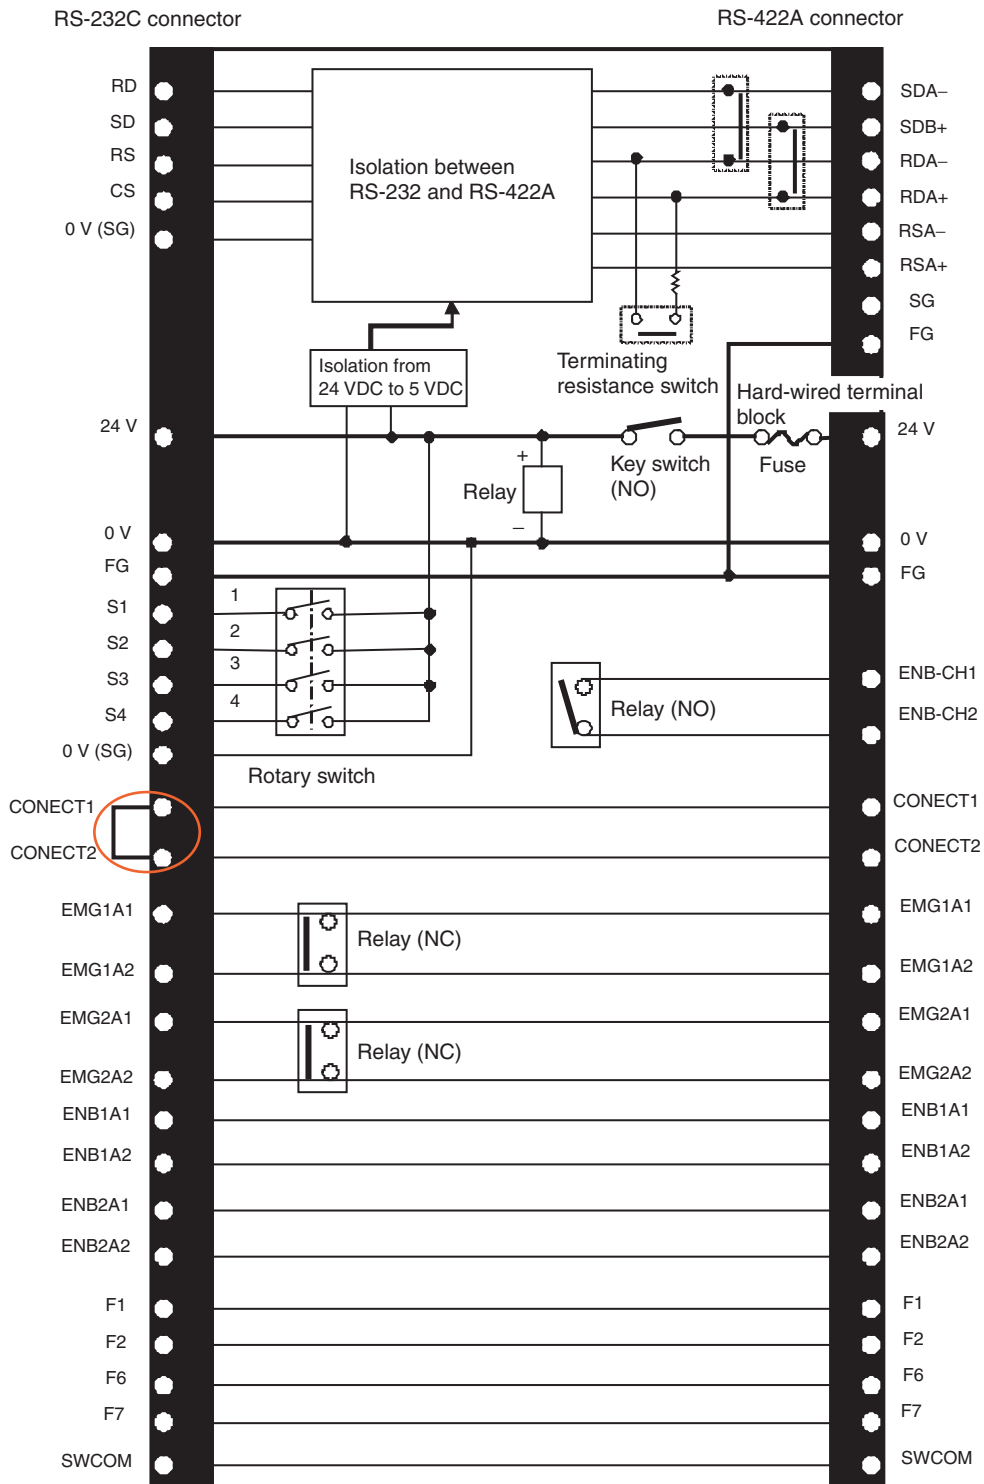 RS-232C connector
RS-422A connector
RD
SD
RS
CS
0 V (SG)
Isolation between
RS-232 and RS-422A
SDA−
SDB+
RDA−
RDA+
RSA−
RSA+
SG
FG
Isolation from
24 VDC to 5 VDC
Terminating
resistance switch
Hard-wired terminal
block
24 V
24 V
Key switch
(NO)
Fuse
+
Relay
−
0 V
0 V
FG
FG
S1
S2
S3
S4
0 V (SG)
1
2
3
4
Rotary switch
Relay (NO)
ENB-CH1
ENB-CH2
CONECT1
CONECT1
CONECT2
CONECT2
EMG1A1
EMG1A1
Relay (NC)
EMG1A2
EMG1A2
EMG2A1
EMG2A1
Relay (NC)
EMG2A2
EMG2A2
ENB1A1
ENB1A1
ENB1A2
ENB1A2
ENB2A1
ENB2A1
ENB2A2
ENB2A2
F1
F1
F2
F2
F6
F6
F7
F7
SWCOM
SWCOM